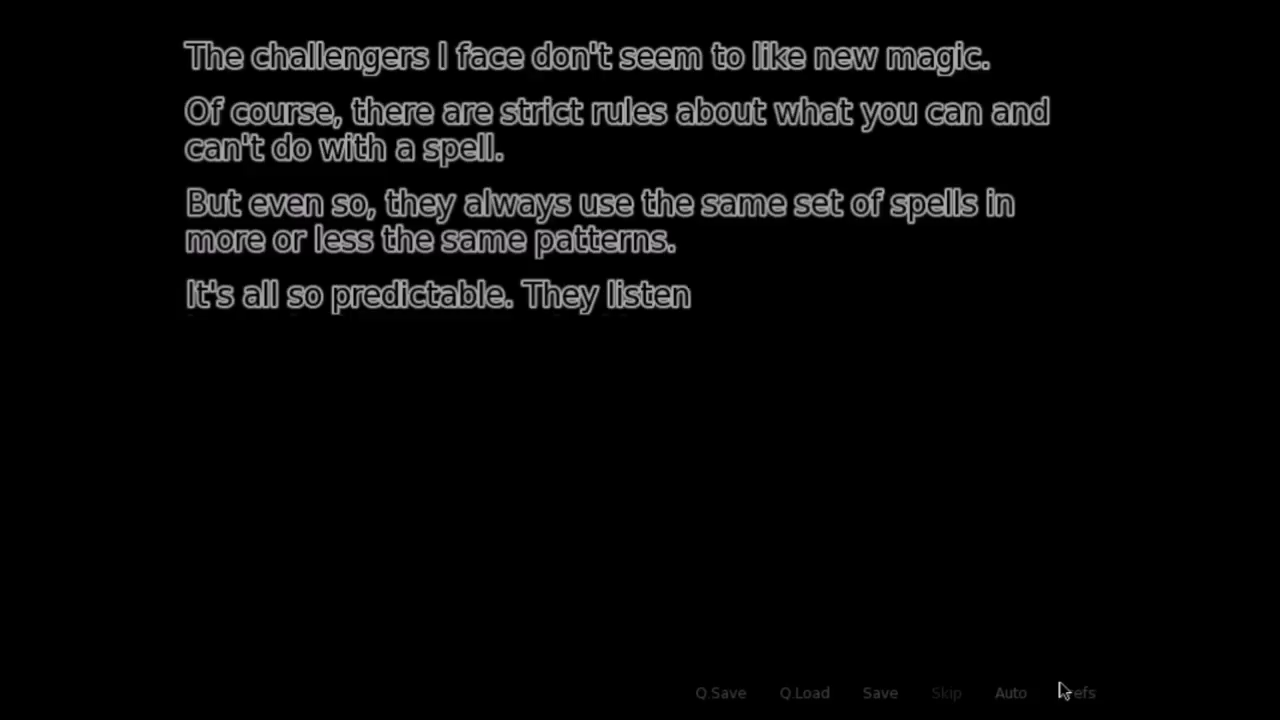 The challengers I face don't seem to like new magic.
Of course, there are strict rules about what you can and
can't do with a spell.
But even so, they always use the same set of spells in
more or less the same patterns.
It's all so predictable. They listen
Q.Save Q.Load Save Skip Auto efs